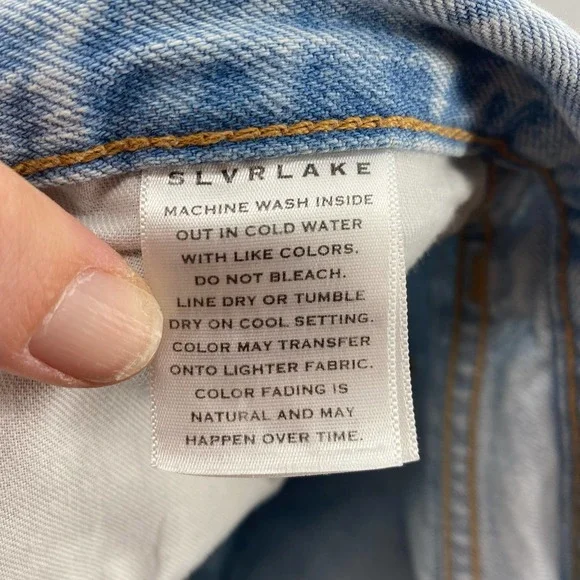 SLVRLAKE
MACHINE WASH INSIDE
OUT IN COLD WATER
WITH LIKE COLORS.
DO NOT BLEACH.
LINE DRY OR TUMBLE
DRY ON COOL SETTING.
COLOR MAY TRANSFER
ONTO LIGHTER FABRIC.
COLOR FADING IS
NATURAL AND MAY
HAPPEN OVER TIME.